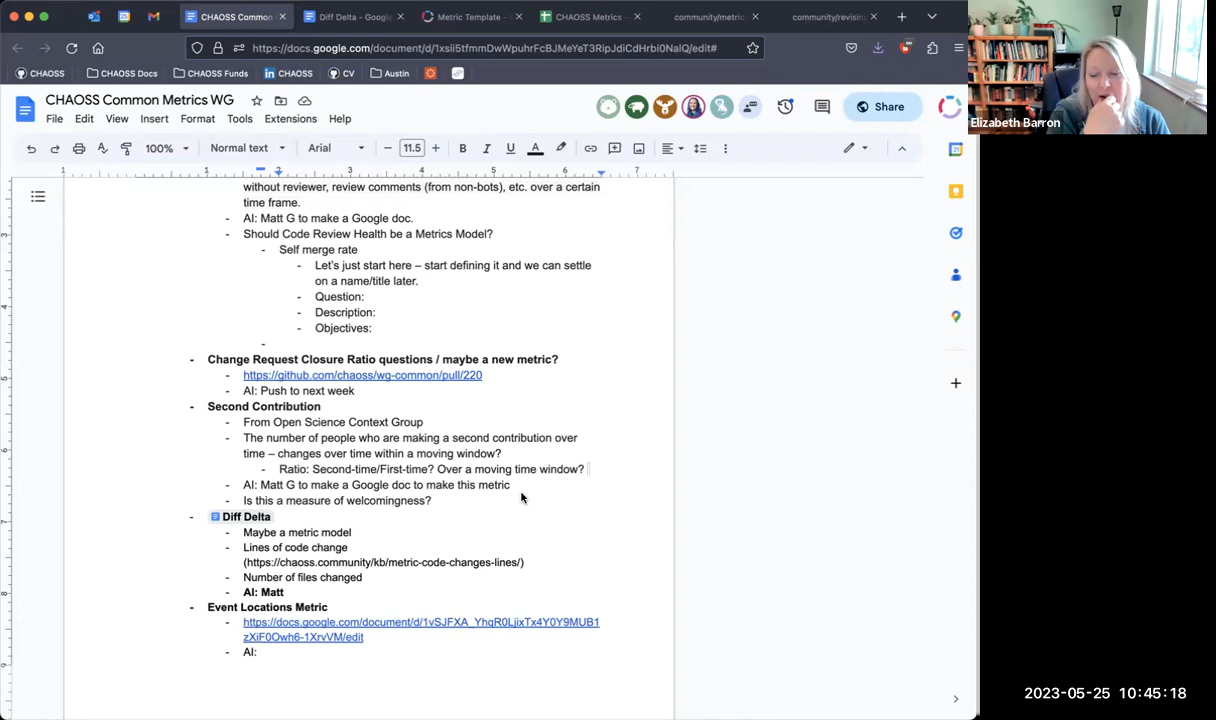 CHAOSS Common
Diff Delta - Google
Metric Template -
CHAOSS Metrics -
community/metric
community/revising
https://docs.google.com/document/d/1xsii5tfmmDwWpuhrFcBJMeYeT3RipJdiCdHrbi0NalQ/edit#
CHAOSS
CHAOSS Docs
CHAOSS Funds
CHAOSS
CV
Austin
Elizabeth Barron
CHAOSS Common Metrics WG
File Edit View Insert Format Tools Extensions Help
Share
100% Normal text Arial 11.5
without reviewer, review comments (from non-bots), etc. over a certain
time frame.
- AI: Matt G to make a Google doc.
- Should Code Review Health be a Metrics Model?
- Self merge rate
- Let's just start here – start defining it and we can settle
on a name/title later.
- Question:
- Description:
- Objectives:
-
- Change Request Closure Ratio questions / maybe a new metric?
- https://github.com/chaoss/wg-common/pull/220
- AI: Push to next week
- Second Contribution
- From Open Science Context Group
- The number of people who are making a second contribution over
time – changes over time within a moving window?
- Ratio: Second-time/First-time? Over a moving time window?
- AI: Matt G to make a Google doc to make this metric
- Is this a measure of welcomingness?
- Diff Delta
- Maybe a metric model
- Lines of code change
(https://chaoss.community/kb/metric-code-changes-lines/)
- Number of files changed
- AI: Matt
- Event Locations Metric
- https://docs.google.com/document/d/1vSJFXA_YhqR0LjixTx4Y0Y9MUB1
zXiF0Owh6-1XrvVM/edit
- AI:
2023-05-25 10:45:18